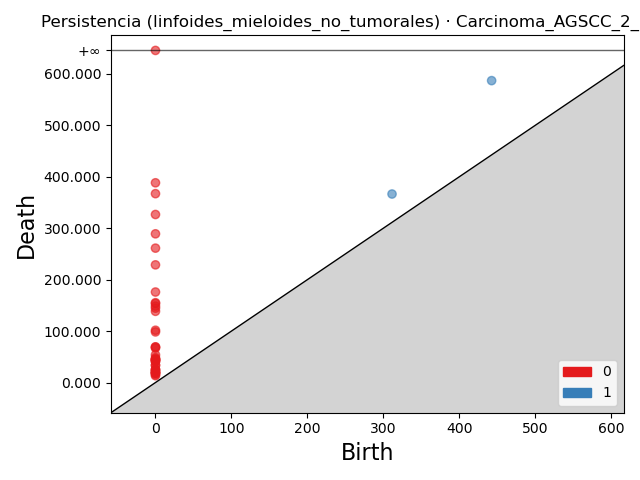 Persistencia (linfoides_mieloides_no_tumorales) · Carcinoma_AGSCC_2_
+∞
600.000
500.000
400.000
300.000
200.000
100.000
0.000
Death
0
1
0 100 200 300 400 500 600
Birth